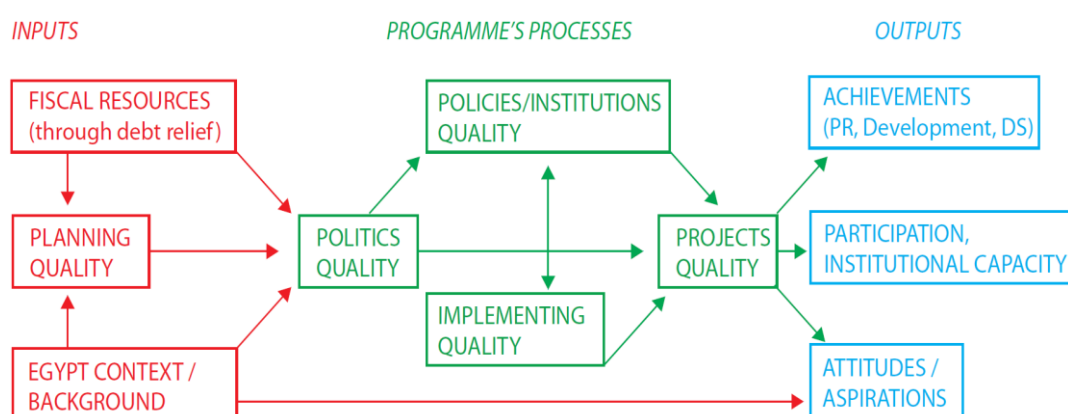 INPUTS
PROGRAMME'S PROCESSES
OUTPUTS
FISCAL RESOURCES
(through debt relief)
POLICIES/INSTITUTIONS
QUALITY
ACHIEVEMENTS
(PR, Development, DS)
PLANNING
QUALITY
POLITICS
QUALITY
PROJECTS
QUALITY
PARTICIPATION,
INSTITUTIONAL CAPACITY
IMPLEMENTING
QUALITY
EGYPT CONTEXT /
BACKGROUND
ATTITUDES /
ASPIRATIONS